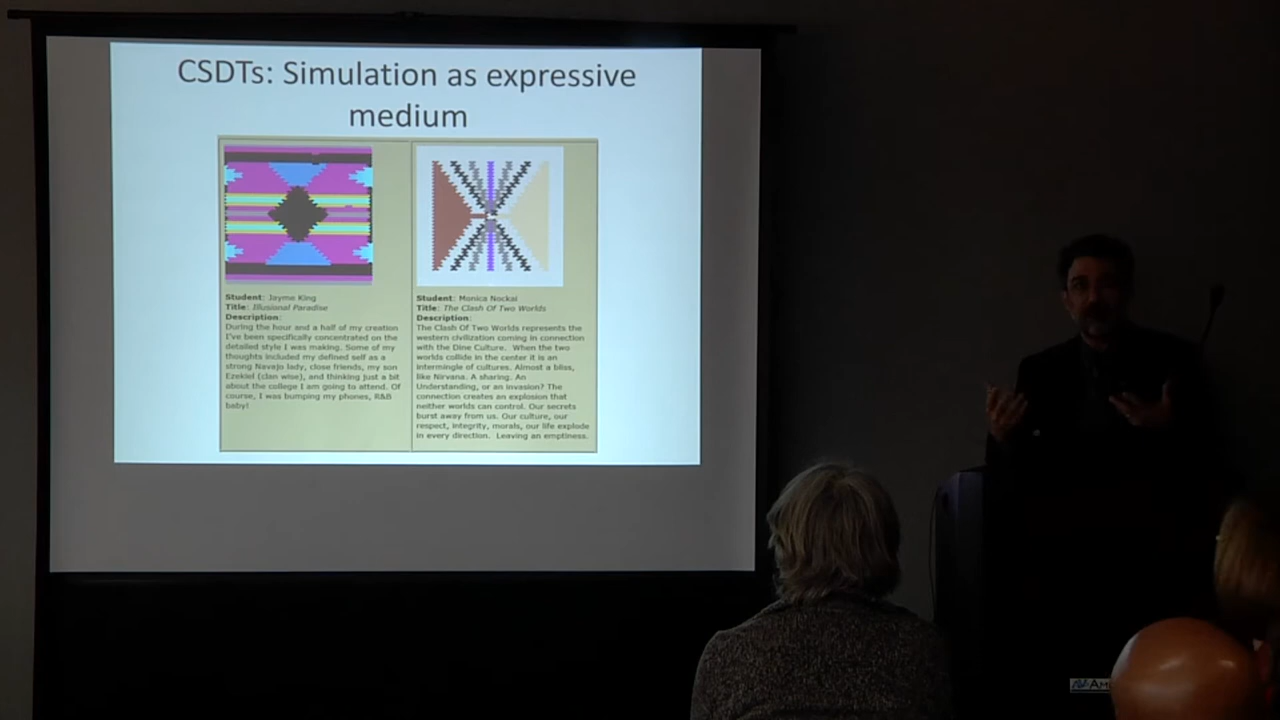 CSDTs: Simulation as expressive
medium
Student: Jayme King
Title: Illusional Paradise
Description:
During the hour and a half of my creation
I've been specifically concentrated on the
detailed style I was making. Some of my
thoughts included my defined self as a
strong Navajo lady, close friends, my son
Ezekiel (clan wise), and thinking just a bit
about the college I am going to attend. Of
course, I was bumping my phones, R&B
baby!
Student: Monica Nockai
Title: The Clash Of Two Worlds
Description:
The Clash Of Two Worlds represents the
western civilization coming in connection
with the Dine Culture. When the two
worlds collide in the center it is an
intermingle of cultures. Almost a bliss,
like Nirvana. A sharing. An
Understanding, or an invasion? The
connection creates an explosion that
neither worlds can control. Our secrets
burst away from us. Our culture, our
respect, integrity, morals, our life explode
in every direction. Leaving an emptiness.